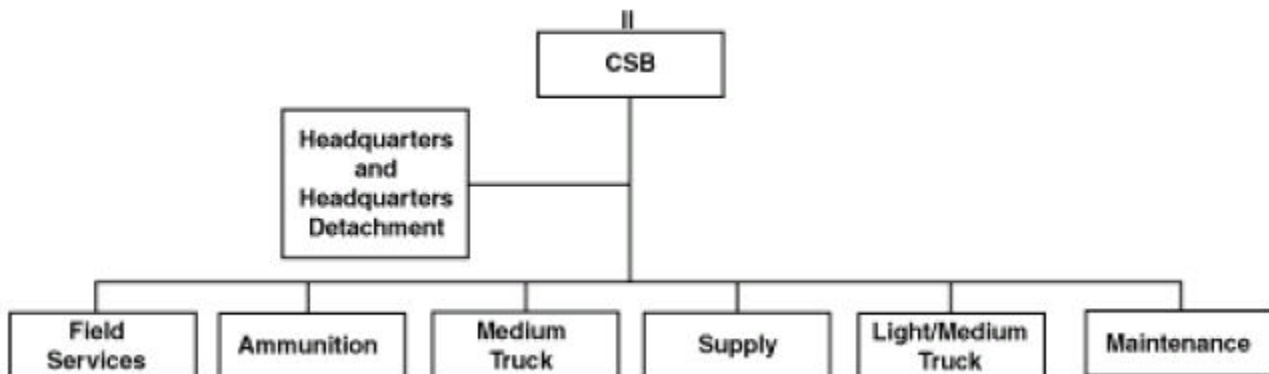 II
CSB
Headquarters
and
Headquarters
Detachment
Field
Services
Ammunition
Medium
Truck
Supply
Light/Medium
Truck
Maintenance